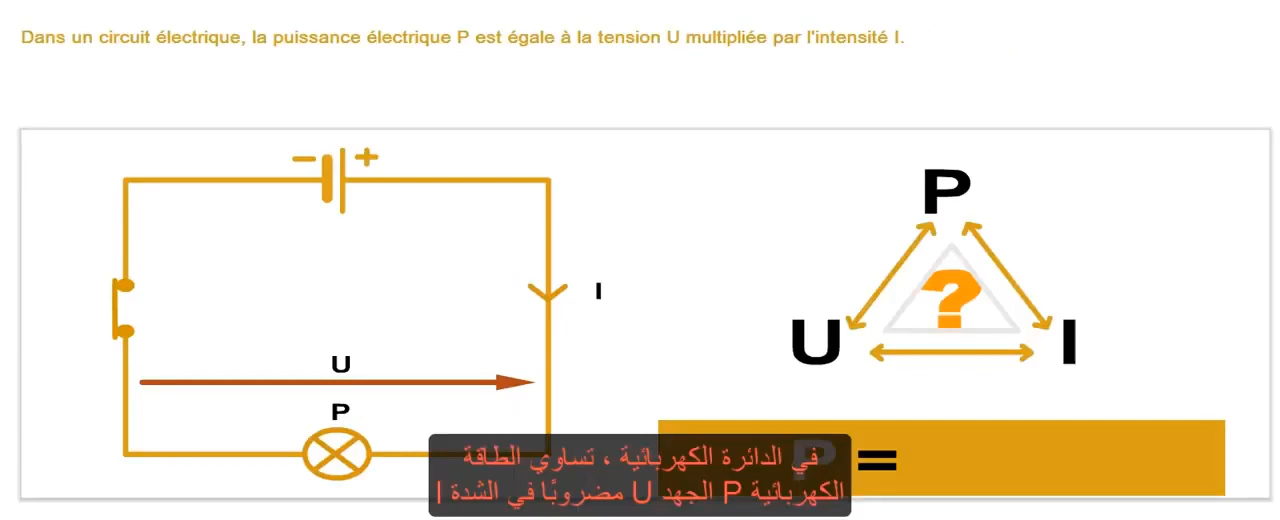 Dans un circuit électrique, la puissance électrique P est égale à la tension U multipliée par l'intensité I.
− +
I
U
P
P
?
U I
P =
في الدائرة الكهربائية ، تساوي الطاقة
الكهربائية P الجهد U مضروبًا في الشدة I